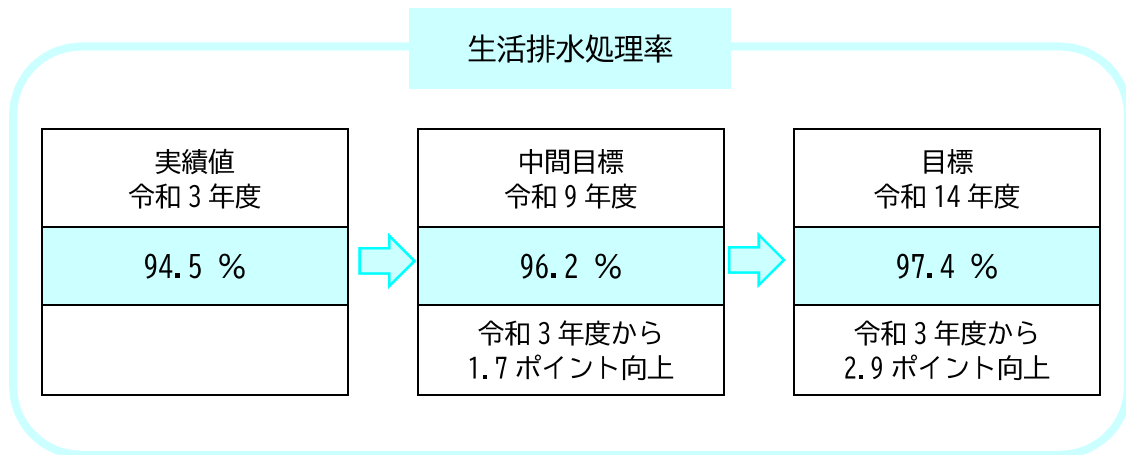 生活排水処理率
実績値
令和３年度
94.5 %
中間目標
令和９年度
96.2 %
令和３年度から
1.7 ポイント向上
目標
令和 14 年度
97.4 %
令和３年度から
2.9 ポイント向上